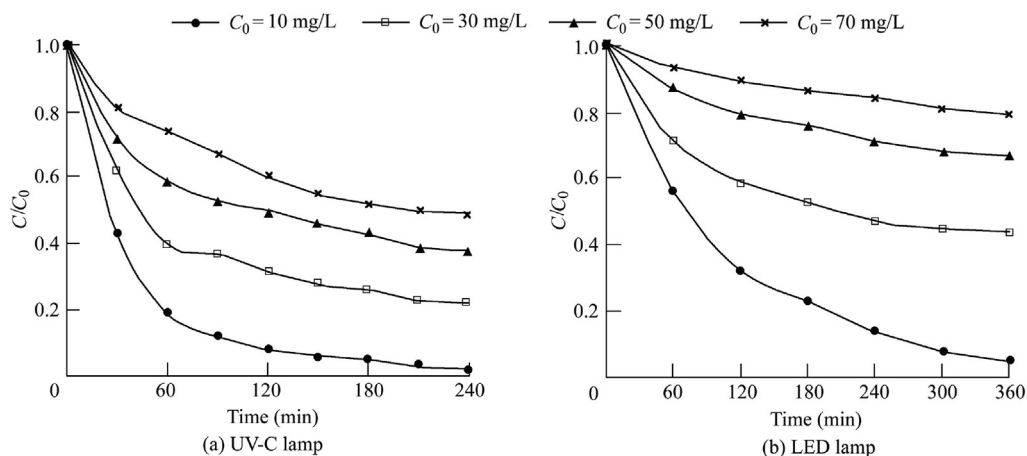 C₀ = 10 mg/L C₀ = 30 mg/L C₀ = 50 mg/L C₀ = 70 mg/L
1.0
0.8
0.6
0.4
0.2
0
C/C₀
60 120 180 240
Time (min)
(a) UV-C lamp
1.0
0.8
0.6
0.4
0.2
0
C/C₀
60 120 180 240 300 360
Time (min)
(b) LED lamp